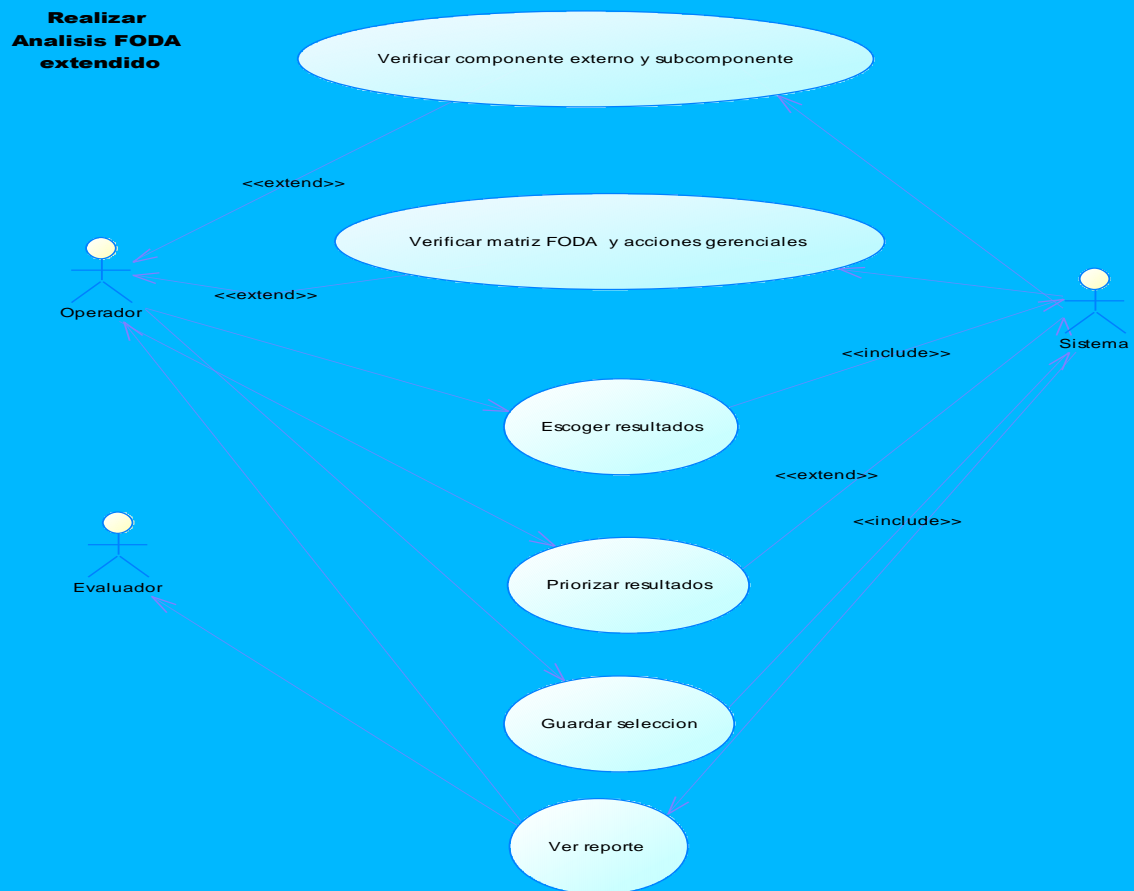 Realizar
Analisis FODA
extendido
Verificar componente externo y subcomponente
<<extend>>
Verificar matriz FODA y acciones gerenciales
<<extend>>
Operador
Sistema
<<include>>
Escoger resultados
<<extend>>
<<include>>
Evaluador
Priorizar resultados
Guardar seleccion
Ver reporte